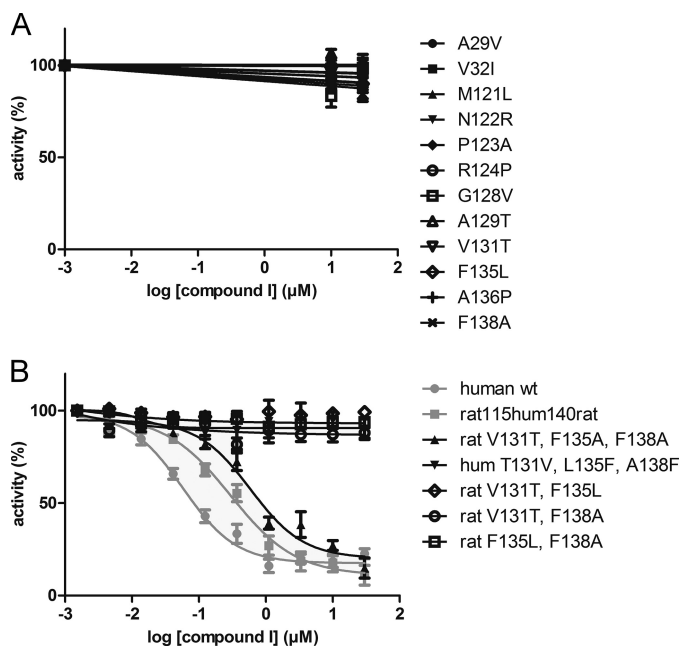 A
activity (%)
100
50
0
-3
-2
-1
0
1
2
log [compound I] (µM)
A29V
V32I
M121L
N122R
P123A
R124P
G128V
A129T
V131T
F135L
A136P
F138A
B
activity (%)
100
50
0
-3
-2
-1
0
1
2
log [compound I] (µM)
human wt
rat115hum140rat
rat V131T, F135A, F138A
hum T131V, L135F, A138F
rat V131T, F135L
rat V131T, F138A
rat F135L, F138A